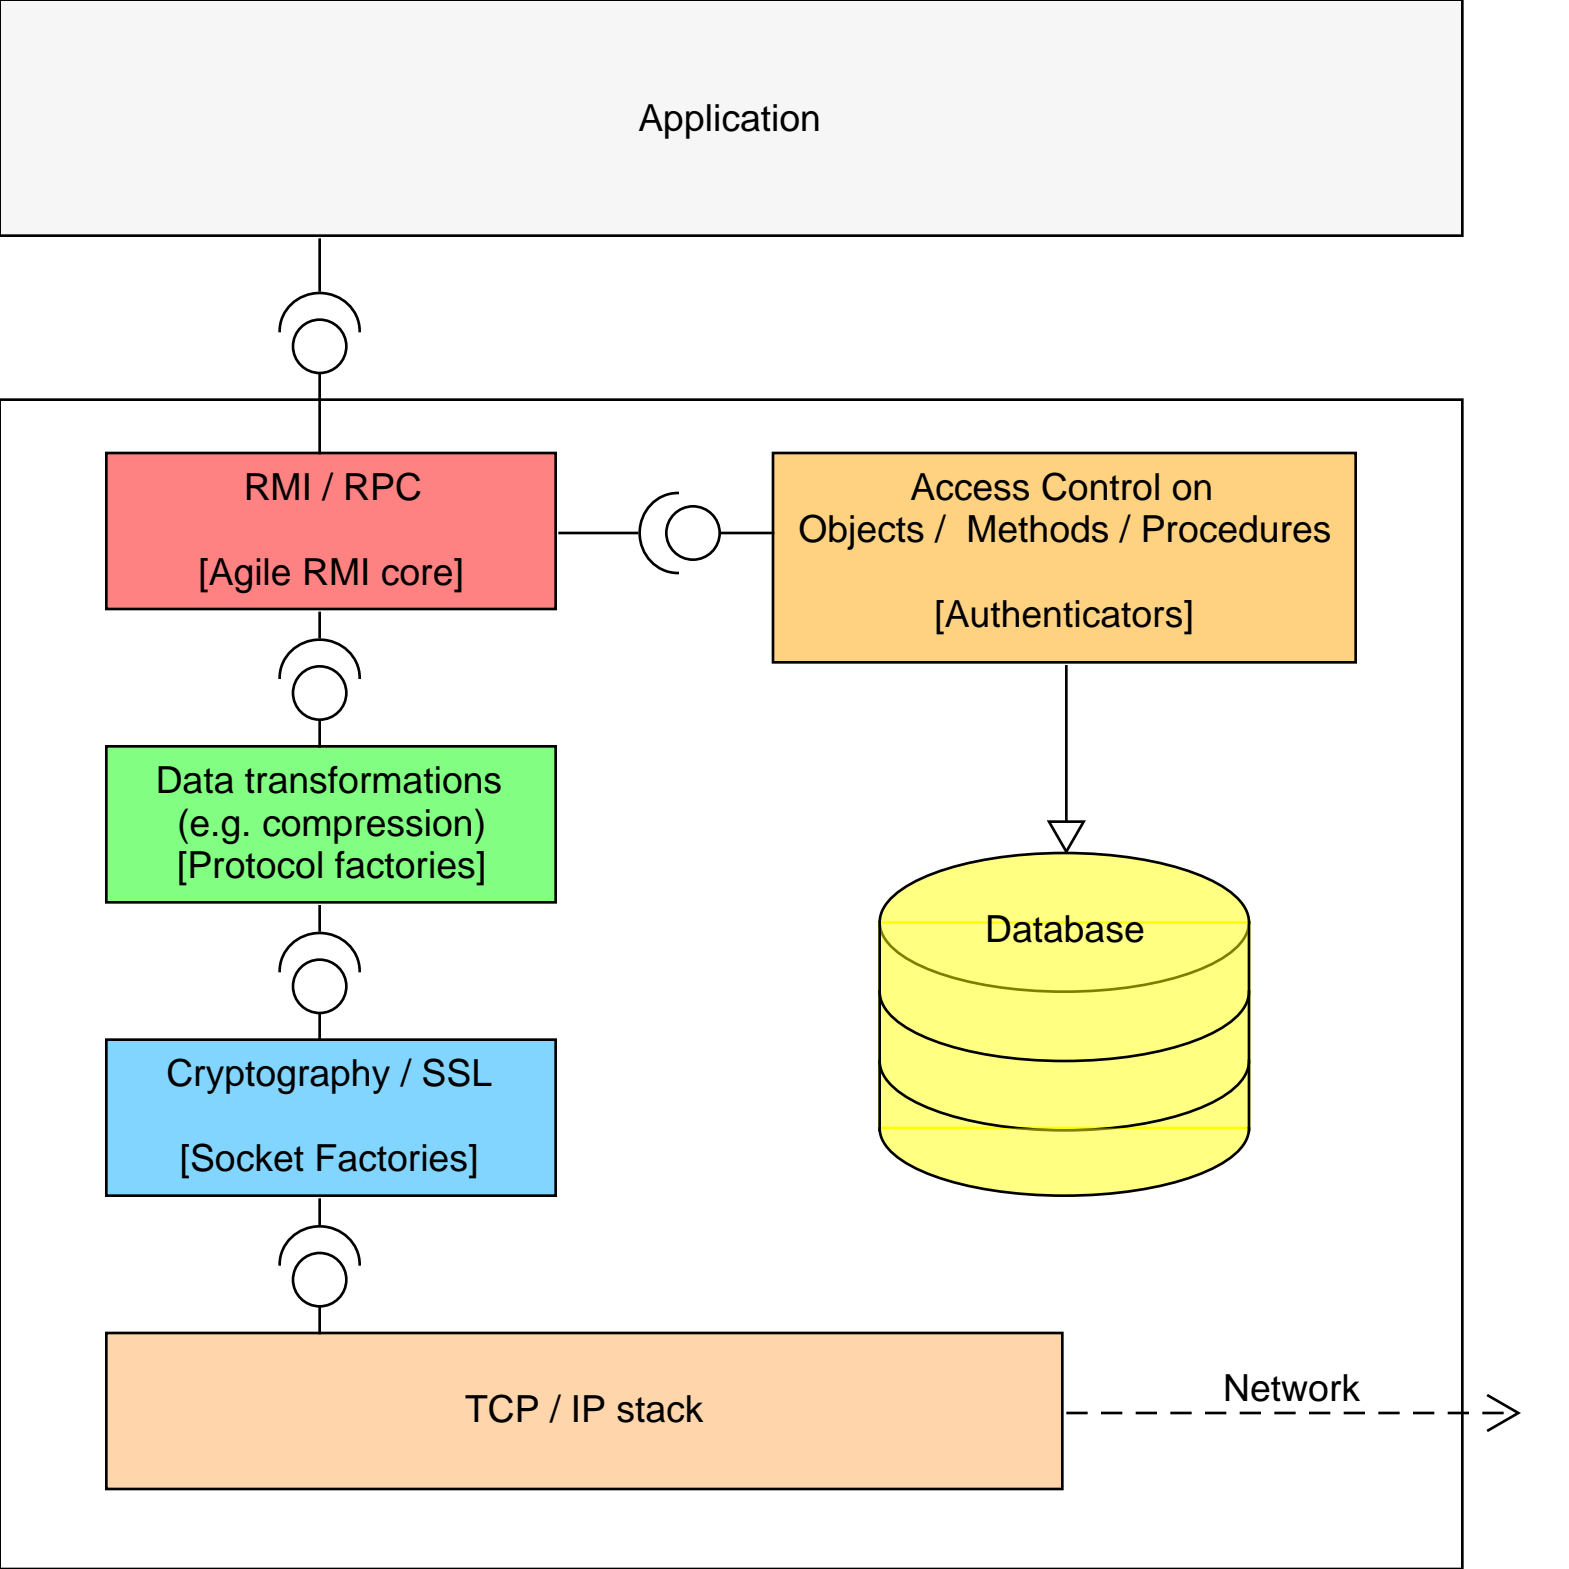 Application
RMI / RPC
[Agile RMI core]
Access Control on
Objects /  Methods / Procedures
[Authenticators]
Data transformations
(e.g. compression)
[Protocol factories]
Database
Cryptography / SSL
[Socket Factories]
TCP / IP stack
Network